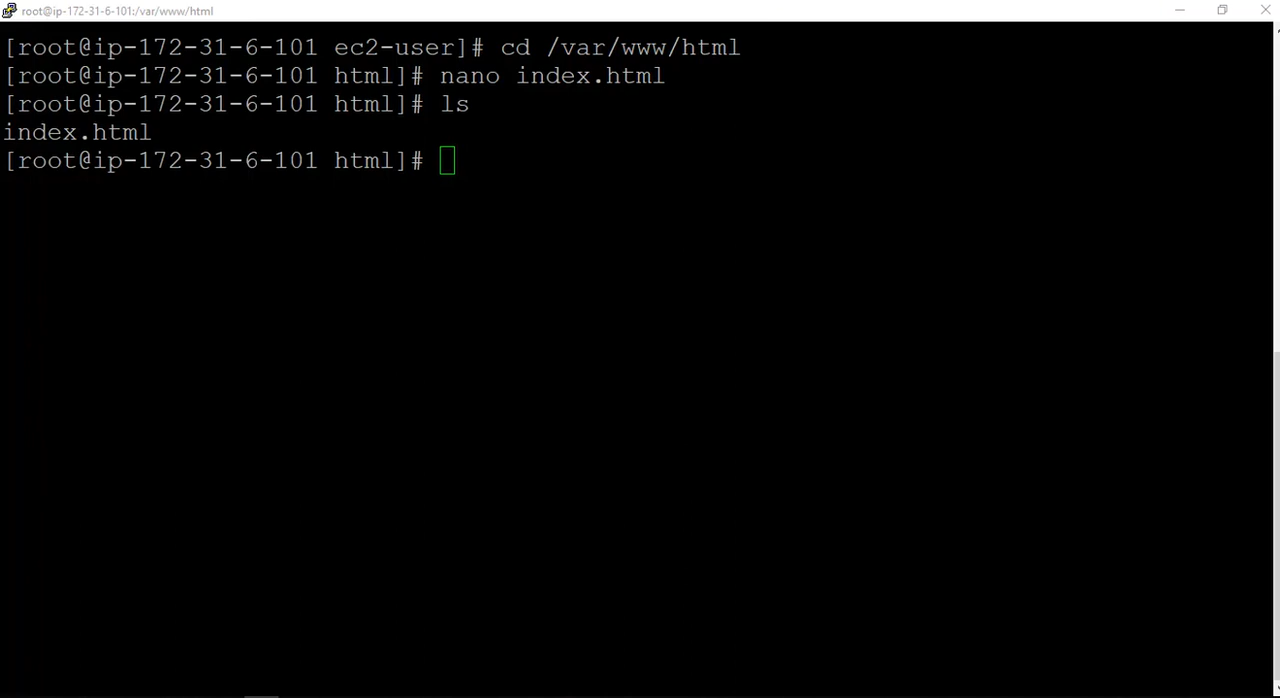 root@ip-172-31-6-101:/var/www/html
[root@ip-172-31-6-101 ec2-user]# cd /var/www/html
[root@ip-172-31-6-101 html]# nano index.html
[root@ip-172-31-6-101 html]# ls
index.html
[root@ip-172-31-6-101 html]#